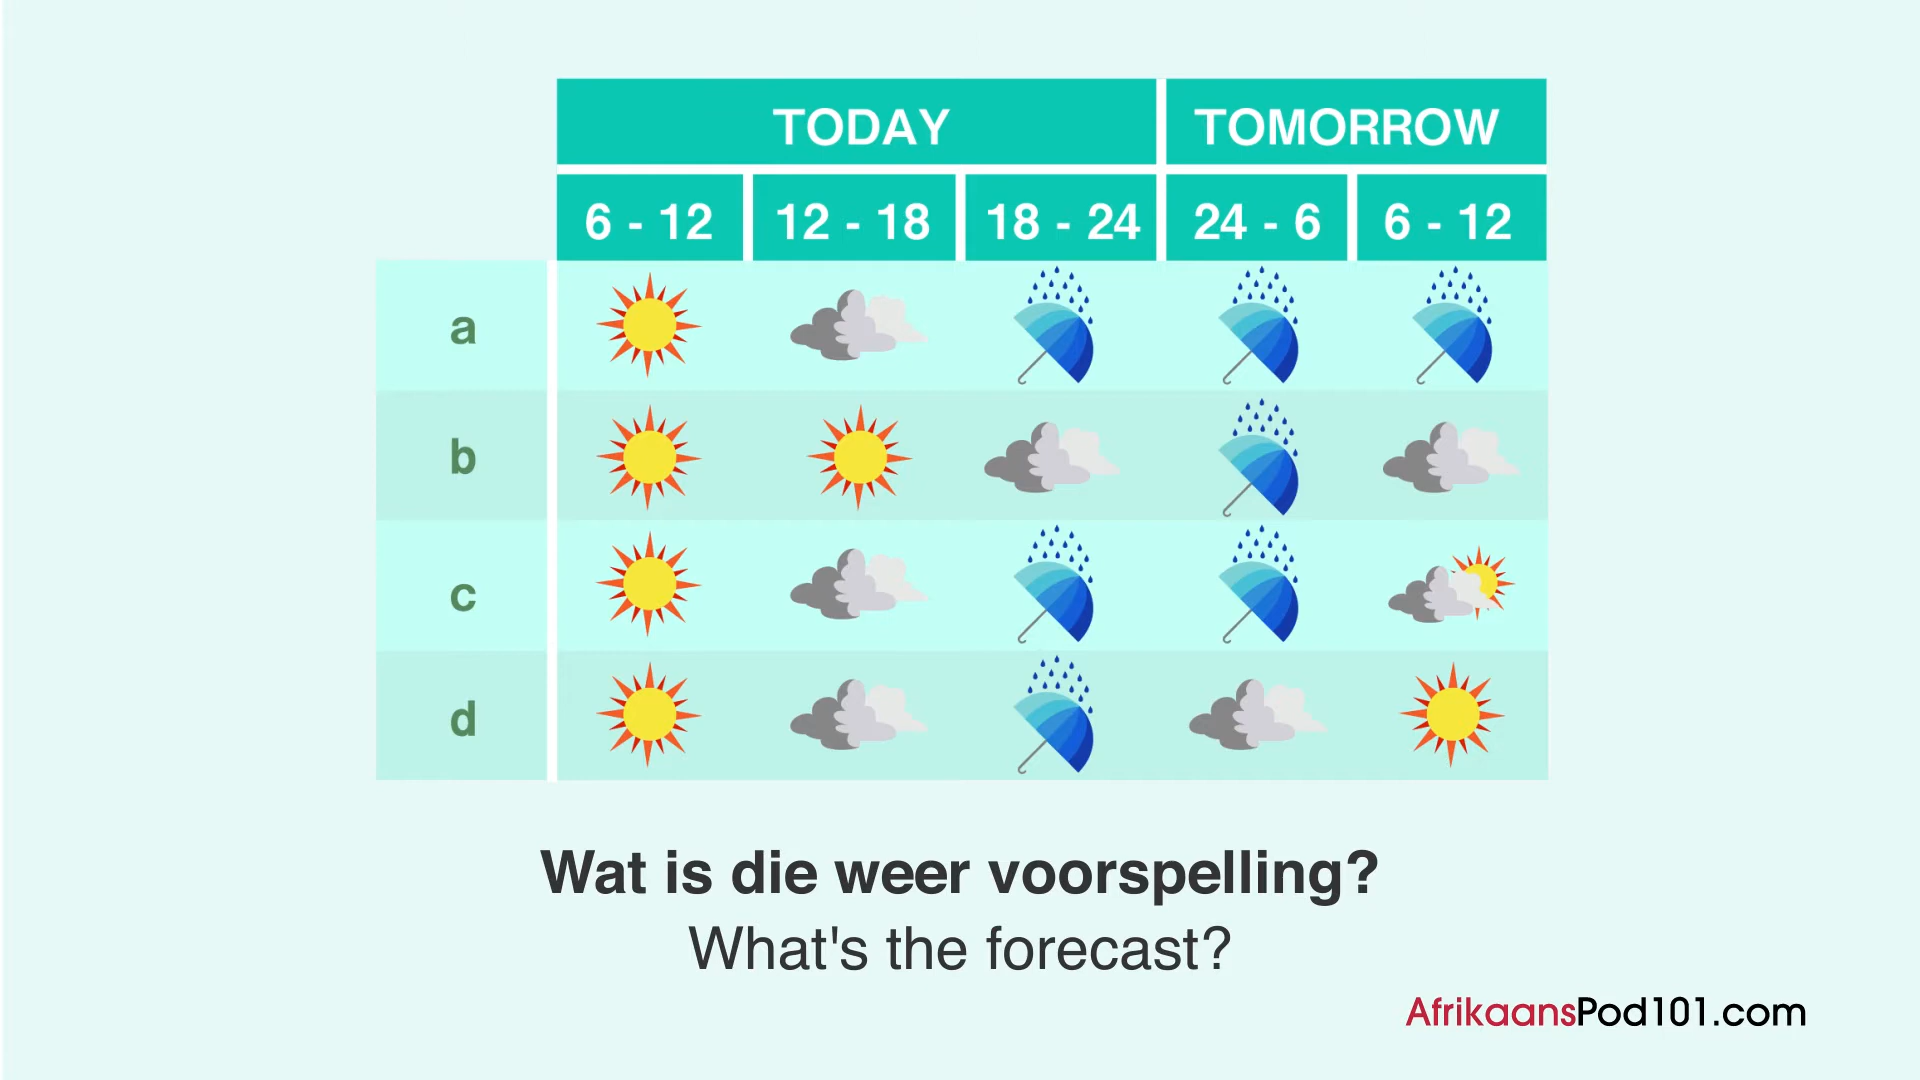 TODAY TOMORROW
6 - 12 12 - 18 18 - 24 24 - 6 6 - 12
a
b
c
d
Wat is die weer voorspelling?
What's the forecast?
AfrikaansPod101.com